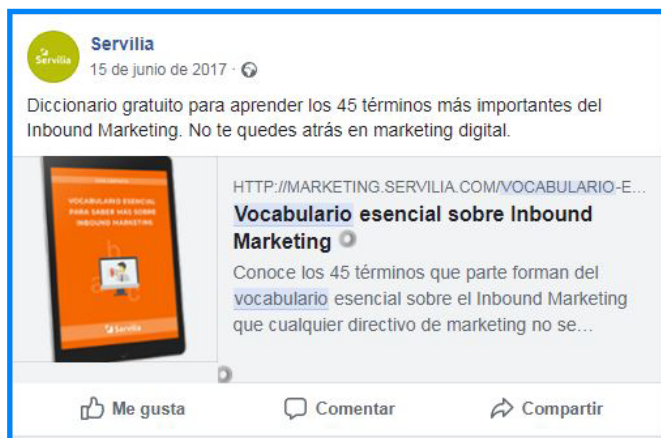 Servilia
Servilia
15 de junio de 2017 ·
Diccionario gratuito para aprender los 45 términos más importantes del
Inbound Marketing. No te quedes atrás en marketing digital.
VOCABULARIO ESENCIAL
PARA SABER MÁS SOBRE
INBOUND MARKETING
b
a
c
Servilia
HTTP://MARKETING.SERVILIA.COM/VOCABULARIO-E...
Vocabulario esencial sobre Inbound
Marketing
Conoce los 45 términos que parte forman del
vocabulario esencial sobre el Inbound Marketing
que cualquier directivo de marketing no se...
Me gusta
Comentar
Compartir